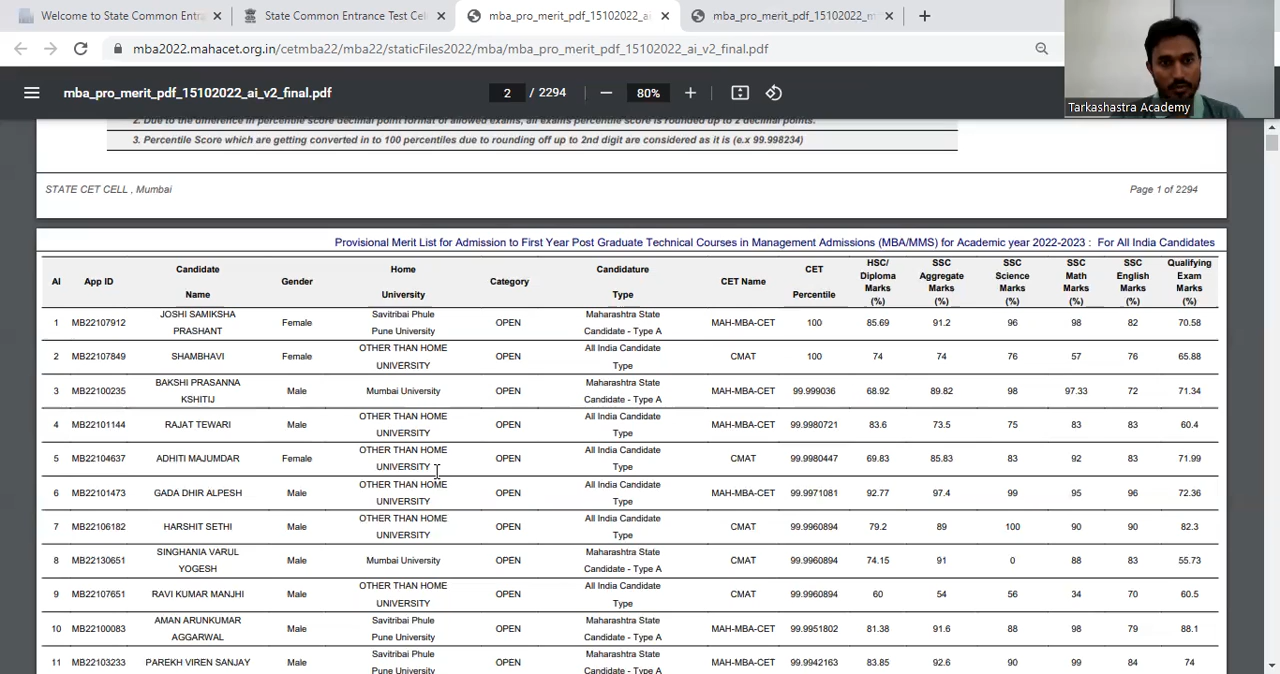 Welcome to State Common Entra
State Common Entrance Test Cel
mba_pro_merit_pdf_15102022_ai
mba_pro_merit_pdf_15102022_m
mba2022.mahacet.org.in/cetmba22/mba22/staticFiles2022/mba/mba_pro_merit_pdf_15102022_ai_v2_final.pdf
mba_pro_merit_pdf_15102022_ai_v2_final.pdf
2 / 2294
80%
Tarkashastra Academy
2. Due to the difference in percentile score decimal point format of allowed exams, all exams percentile score is rounded up to 2 decimal points.
3. Percentile Score which are getting converted in to 100 percentiles due to rounding off up to 2nd digit are considered as it is (e.x 99.998234)
STATE CET CELL , Mumbai Page 1 of 2294
Provisional Merit List for Admission to First Year Post Graduate Technical Courses in Management Admissions (MBA/MMS) for Academic year 2022-2023 : For All India Candidates
AI App ID Candidate Name Gender Home University Category Candidature Type CET Name CET Percentile HSC/ Diploma Marks (%) SSC Aggregate Marks (%) SSC Science Marks (%) SSC Math Marks (%) SSC English Marks (%) Qualifying Exam Marks (%)
1 MB22107912 JOSHI SAMIKSHA PRASHANT Female Savitribai Phule Pune University OPEN Maharashtra State Candidate - Type A MAH-MBA-CET 100 85.69 91.2 96 98 82 70.58
2 MB22107849 SHAMBHAVI Female OTHER THAN HOME UNIVERSITY OPEN All India Candidate Type CMAT 100 74 74 76 57 76 65.88
3 MB22100235 BAKSHI PRASANNA KSHITIJ Male Mumbai University OPEN Maharashtra State Candidate - Type A MAH-MBA-CET 99.999036 68.92 89.82 98 97.33 72 71.34
4 MB22101144 RAJAT TEWARI Male OTHER THAN HOME UNIVERSITY OPEN All India Candidate Type MAH-MBA-CET 99.9980721 83.6 73.5 75 83 83 60.4
5 MB22104637 ADHITI MAJUMDAR Female OTHER THAN HOME UNIVERSITY OPEN All India Candidate Type CMAT 99.9980447 69.83 85.83 83 92 83 71.99
6 MB22101473 GADA DHIR ALPESH Male OTHER THAN HOME UNIVERSITY OPEN All India Candidate Type MAH-MBA-CET 99.9971081 92.77 97.4 99 95 96 72.36
7 MB22106182 HARSHIT SETHI Male OTHER THAN HOME UNIVERSITY OPEN All India Candidate Type CMAT 99.9960894 79.2 89 100 90 90 82.3
8 MB22130651 SINGHANIA VARUL YOGESH Male Mumbai University OPEN Maharashtra State Candidate - Type A CMAT 99.9960894 74.15 91 0 88 83 55.73
9 MB22107651 RAVI KUMAR MANJHI Male OTHER THAN HOME UNIVERSITY OPEN All India Candidate Type CMAT 99.9960894 60 54 56 34 70 60.5
10 MB22100083 AMAN ARUNKUMAR AGGARWAL Male Savitribai Phule Pune University OPEN Maharashtra State Candidate - Type A MAH-MBA-CET 99.9951802 81.38 91.6 88 98 79 88.1
11 MB22103233 PAREKH VIREN SANJAY Male Savitribai Phule Pune University OPEN Maharashtra State Candidate - Type A MAH-MBA-CET 99.9942163 83.85 92.6 90 99 84 74